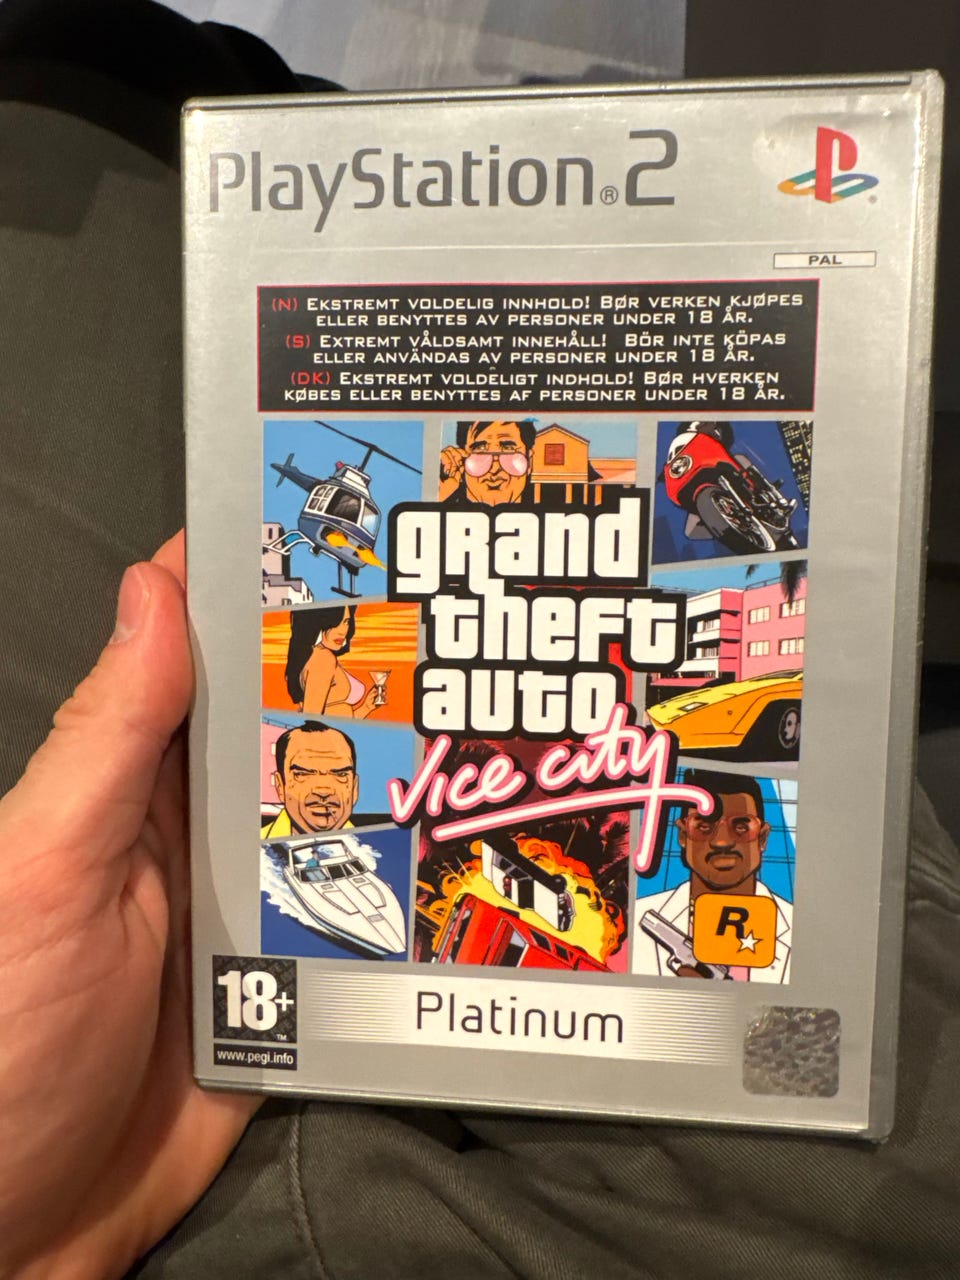 PlayStation®2
PAL
(N) EKSTREMT VOLDELIG INNHOLD! BØR VERKEN KJØPES
ELLER BENYTTES AV PERSONER UNDER 18 ÅR.
(S) EXTREMT VÅLDSAMT INNEHÅLL! BÖR INTE KÖPAS
ELLER ANVÄNDAS AV PERSONER UNDER 18 ÅR.
(DK) EKSTREMT VOLDELIGT INDHOLD! BØR HVERKEN
KØBES ELLER BENYTTES AF PERSONER UNDER 18 ÅR.
grand
theft
auto
Vice City
R
18+™
www.pegi.info
Platinum